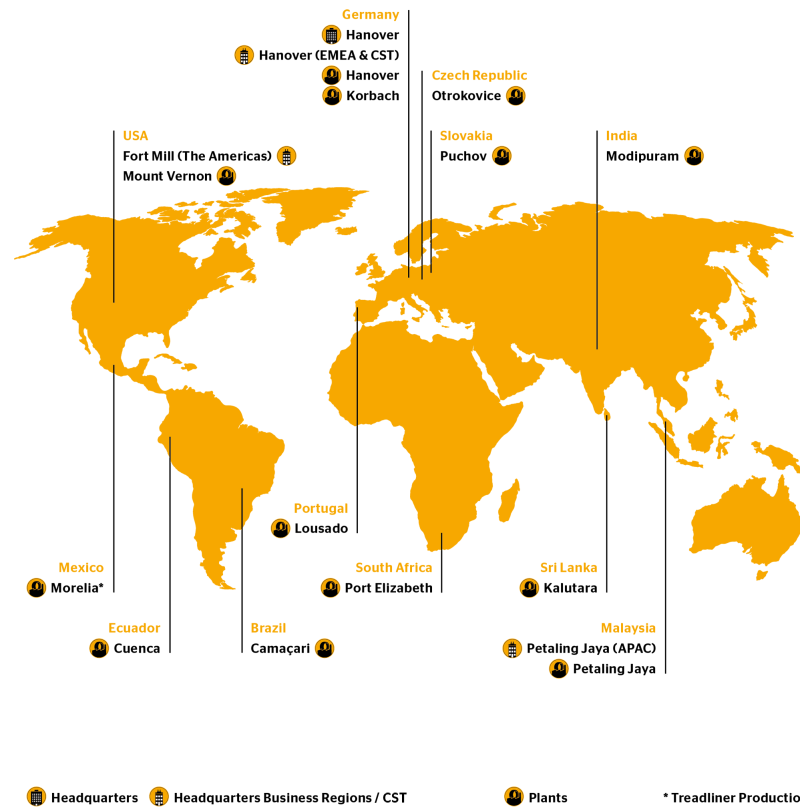 Germany
Hanover
Hanover (EMEA & CST)
Hanover
Korbach
Czech Republic
Otrokovice
USA
Fort Mill (The Americas)
Mount Vernon
Slovakia
Puchov
India
Modipuram
Portugal
Lousado
Mexico
Morelia*
South Africa
Port Elizabeth
Sri Lanka
Kalutara
Ecuador
Cuenca
Brazil
Camaçari
Malaysia
Petaling Jaya (APAC)
Petaling Jaya
Headquarters
Headquarters Business Regions / CST
Plants
* Treadliner Productio